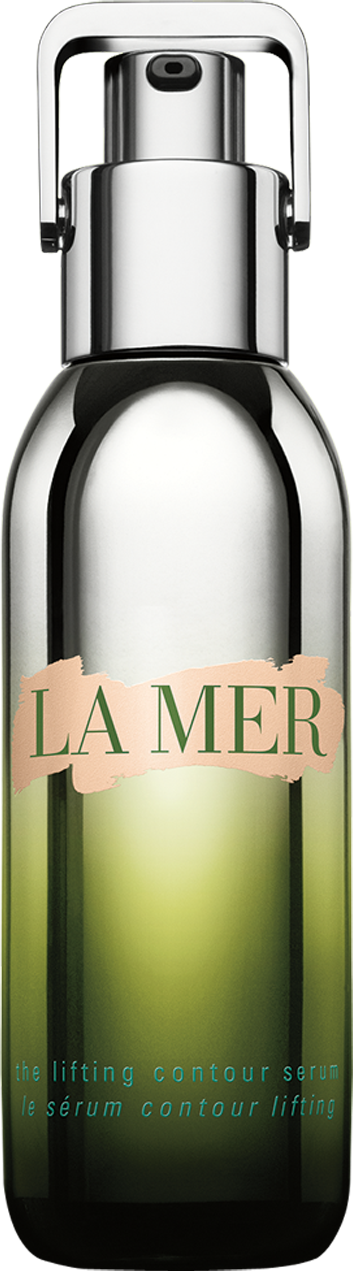 LA MER
the lifting contour serum
le sérum contour lifting